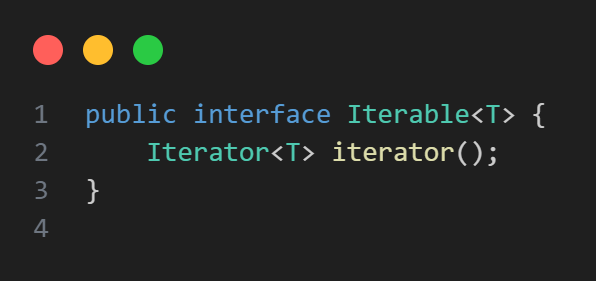 1 public interface Iterable<T> {
2     Iterator<T> iterator();
3 }
4